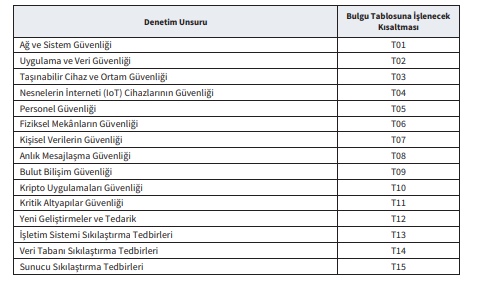 Denetim Unsuru
Bulgu Tablosuna İşlenecek
Kısaltması
Ağ ve Sistem Güvenliği T01
Uygulama ve Veri Güvenliği T02
Taşınabilir Cihaz ve Ortam Güvenliği T03
Nesnelerin İnterneti (IoT) Cihazlarının Güvenliği T04
Personel Güvenliği T05
Fiziksel Mekânların Güvenliği T06
Kişisel Verilerin Güvenliği T07
Anlık Mesajlaşma Güvenliği T08
Bulut Bilişim Güvenliği T09
Kripto Uygulamaları Güvenliği T10
Kritik Altyapılar Güvenliği T11
Yeni Geliştirmeler ve Tedarik T12
İşletim Sistemi Sıkılaştırma Tedbirleri T13
Veri Tabanı Sıkılaştırma Tedbirleri T14
Sunucu Sıkılaştırma Tedbirleri T15